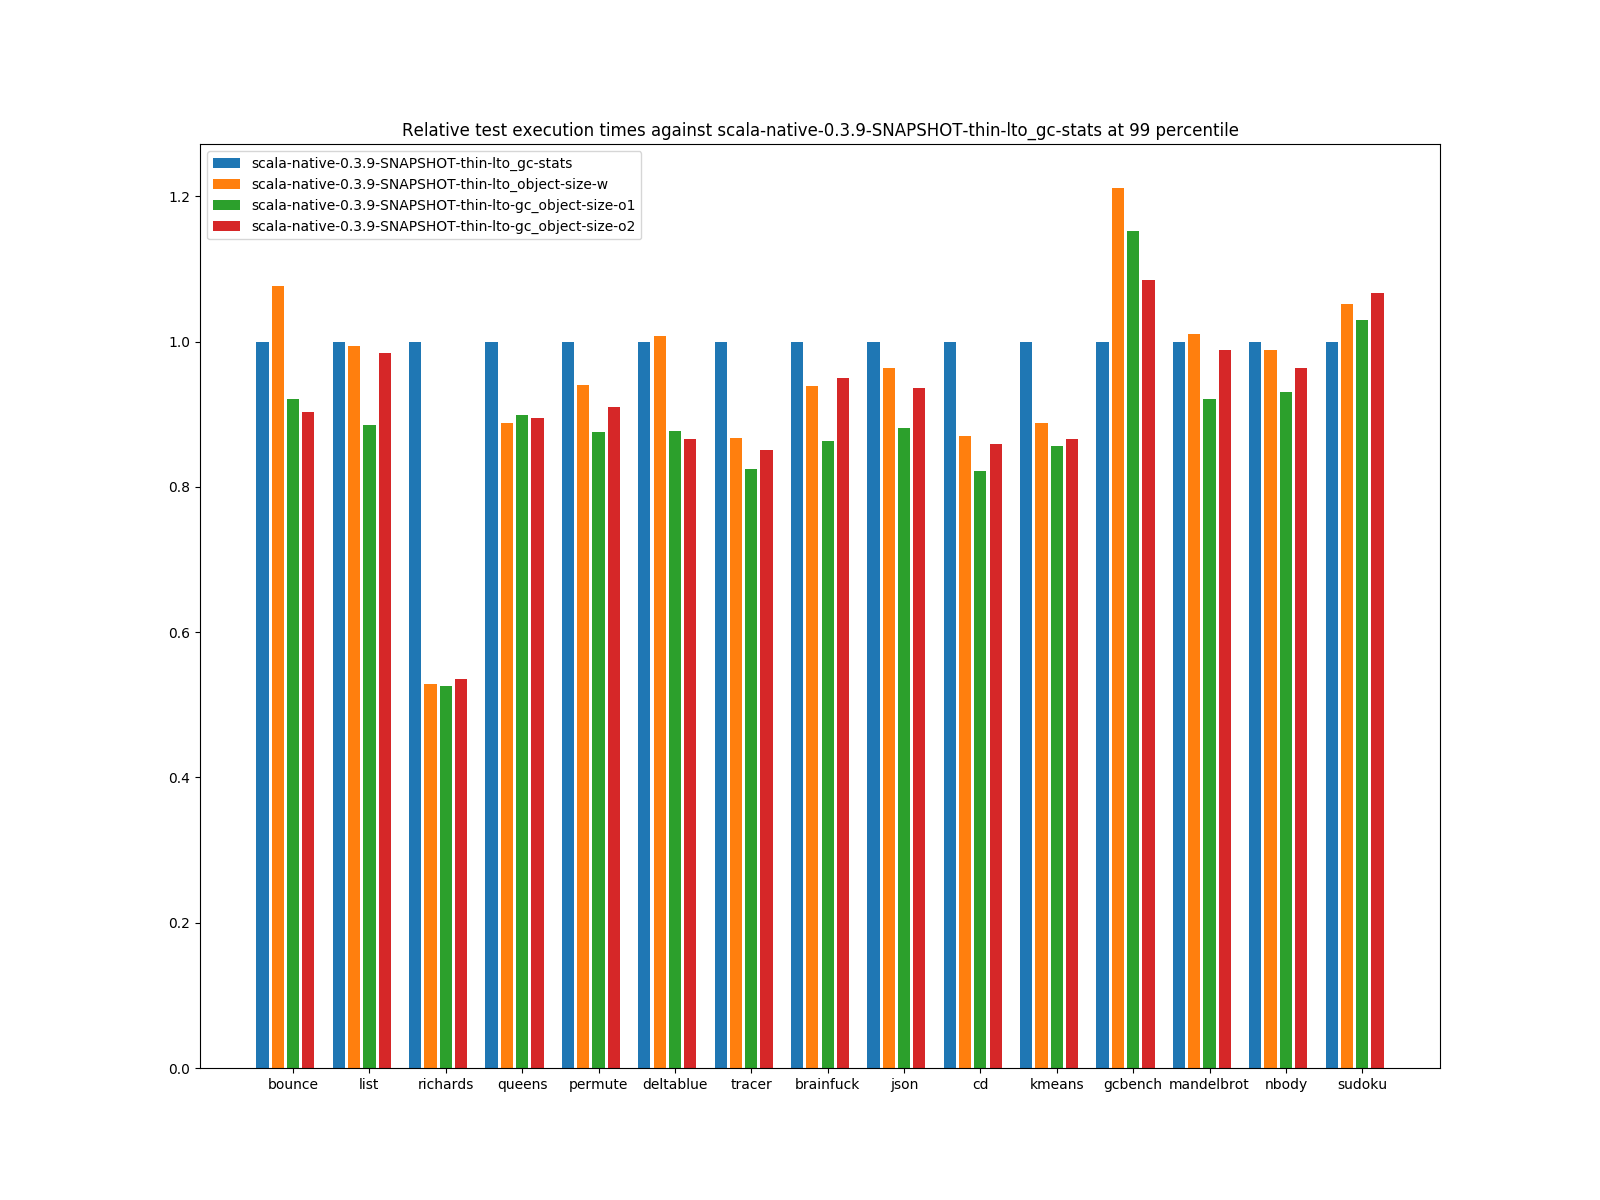 Relative test execution times against scala-native-0.3.9-SNAPSHOT-thin-lto_gc-stats at 99 percentile
scala-native-0.3.9-SNAPSHOT-thin-lto_gc-stats
scala-native-0.3.9-SNAPSHOT-thin-lto_object-size-w
scala-native-0.3.9-SNAPSHOT-thin-lto-gc_object-size-o1
scala-native-0.3.9-SNAPSHOT-thin-lto-gc_object-size-o2
1.2
1.0
0.8
0.6
0.4
0.2
0.0
bounce list richards queens permute deltablue tracer brainfuck json cd kmeans gcbench mandelbrot nbody sudoku